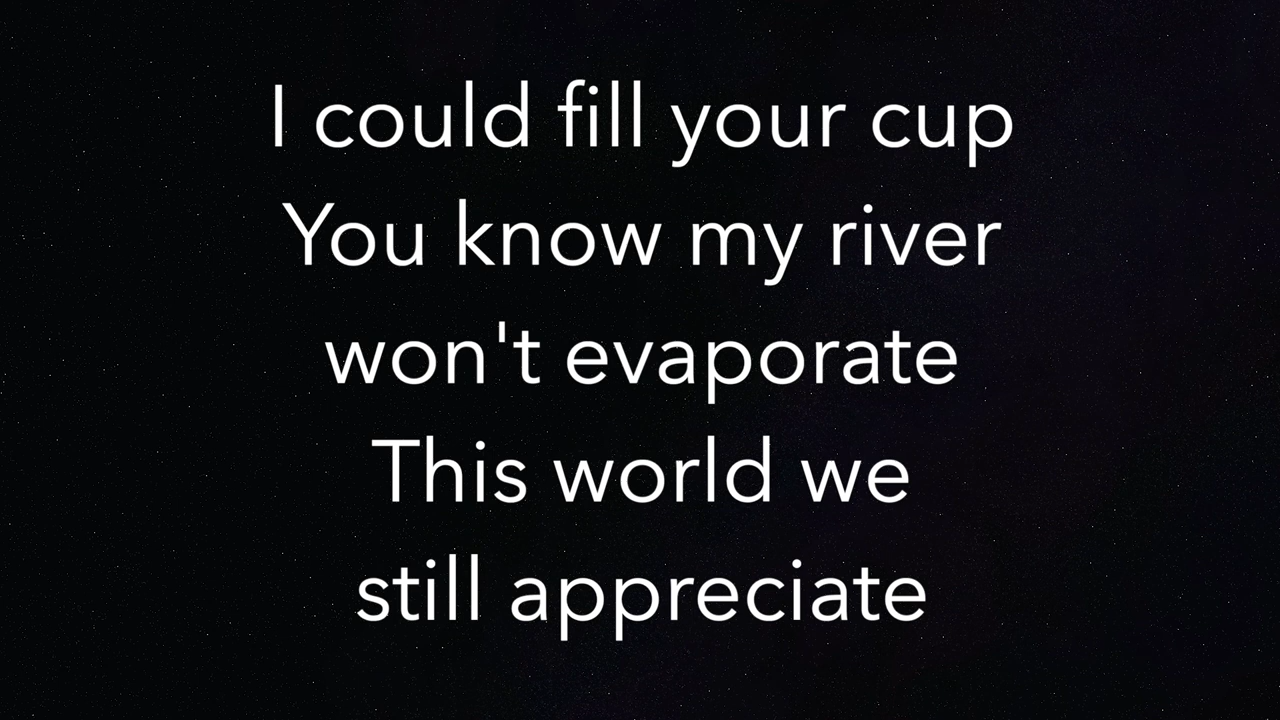 I could fill your cup
You know my river
won't evaporate
This world we
still appreciate